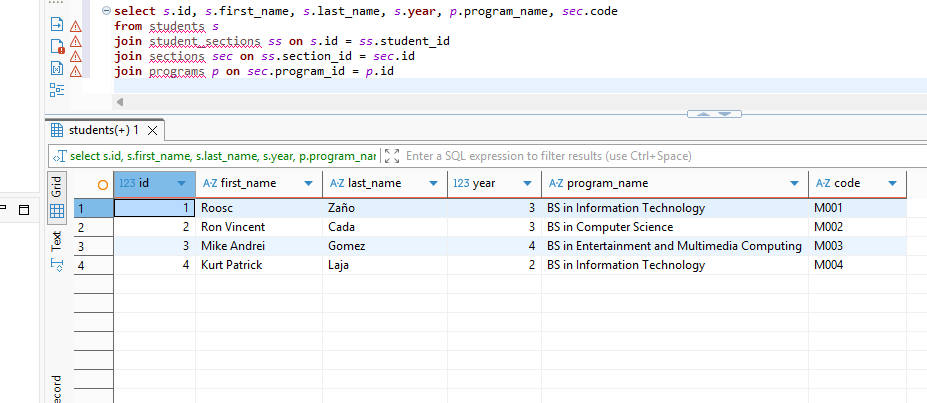 select s.id, s.first_name, s.last_name, s.year, p.program_name, sec.code
from students s
join student_sections ss on s.id = ss.student_id
join sections sec on ss.section_id = sec.id
join programs p on sec.program_id = p.id
students(+) 1
select s.id, s.first_name, s.last_name, s.year, p.program_nar Enter a SQL expression to filter results (use Ctrl+Space)
Grid
Text
ecord
123 id A-Z first_name A-Z last_name 123 year A-Z program_name A-Z code
1 1 Roosc Zaño 3 BS in Information Technology M001
2 2 Ron Vincent Cada 3 BS in Computer Science M002
3 3 Mike Andrei Gomez 4 BS in Entertainment and Multimedia Computing M003
4 4 Kurt Patrick Laja 2 BS in Information Technology M004